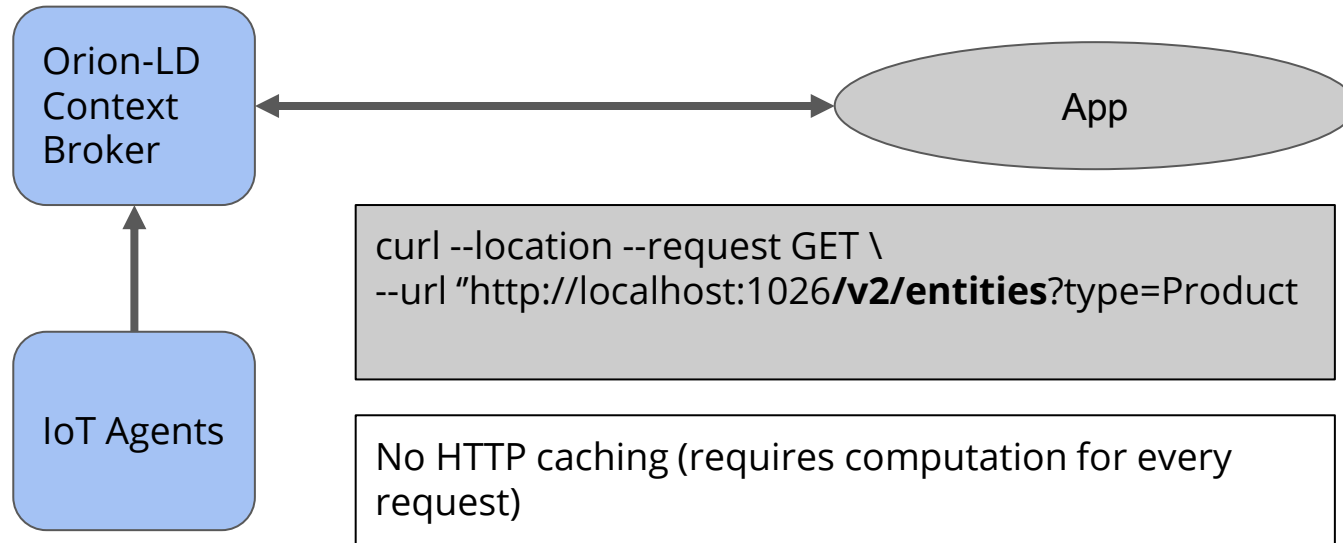 Orion-LD
Context
Broker
App
curl --location --request GET \
--url “http://localhost:1026/v2/entities?type=Product
IoT Agents
No HTTP caching (requires computation for every
request)